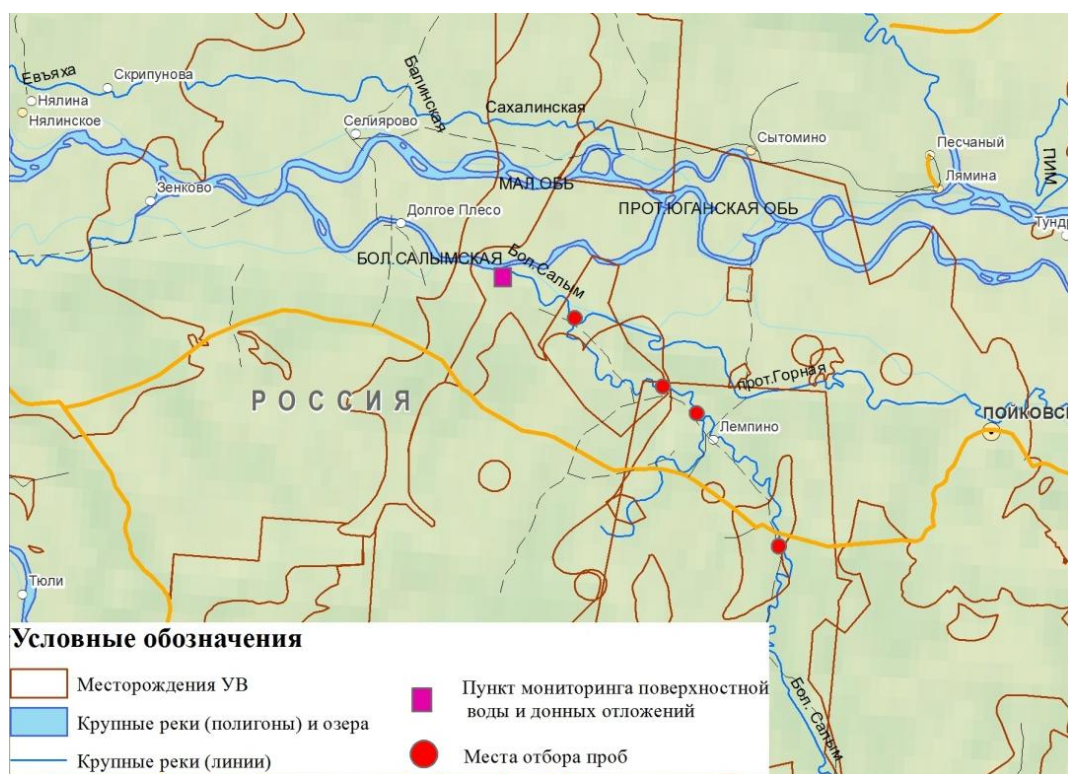 Евъяха
Скрипунова
Нялина
Нялинское
Балинская
Сахалинская
Селиярово
Сытомино
Песчаный
Лямина
ПИМ
Зенково
МАЛ.ОБЬ
ПРОТ.ЮГАНСКАЯ ОБЬ
Тундр
Долгое Плесо
БОЛ.САЛЫМСКАЯ
Бол.Салым
РОССИЯ
прот.Горная
Лемпино
ПОЙКОВС
Тюли
Бол. Салым
Условные обозначения
Месторождения УВ
Крупные реки (полигоны) и озера
Крупные реки (линии)
Пункт мониторинга поверхностной
воды и донных отложений
Места отбора проб